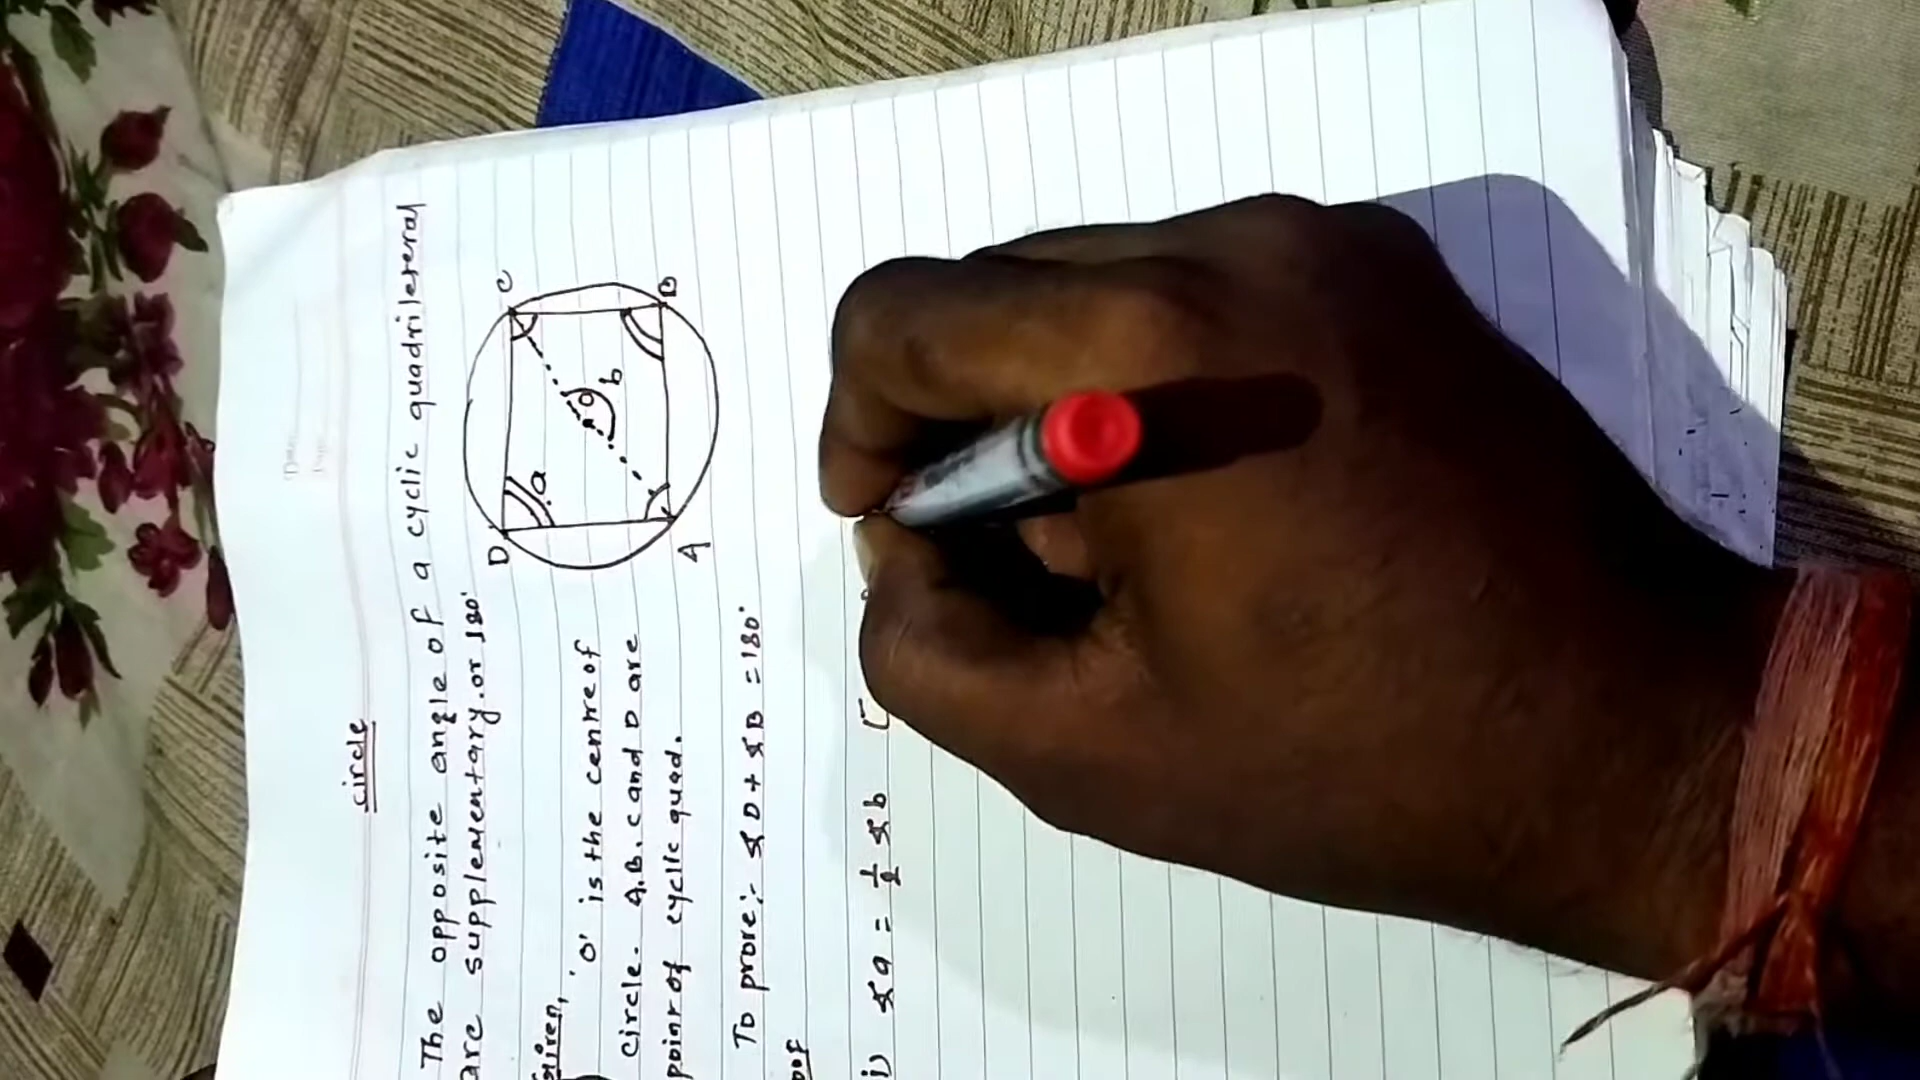 circle
The opposite angle of a cyclic quadrilereral
are supplementary. or 180°
Given,
'O' is the centre of
circle. A.B.C and D are
point of cyclic quad.
To prove:- ∡D + ∡B = 180°
i) ∡a = 1/2 ∡b [
D
C
a
O
b
A
B